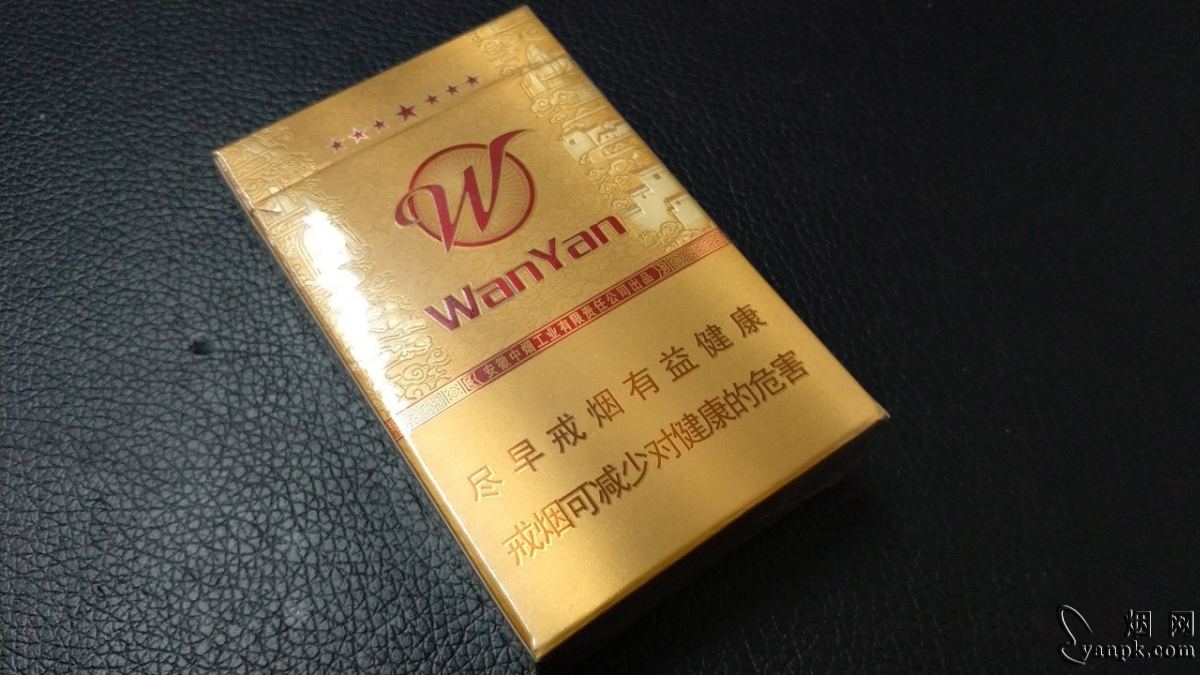 W
WanYan
安徽中烟工业有限责任公司出品
尽早戒烟有益健康
戒烟可减少对健康的危害
烟网
yanpk.com